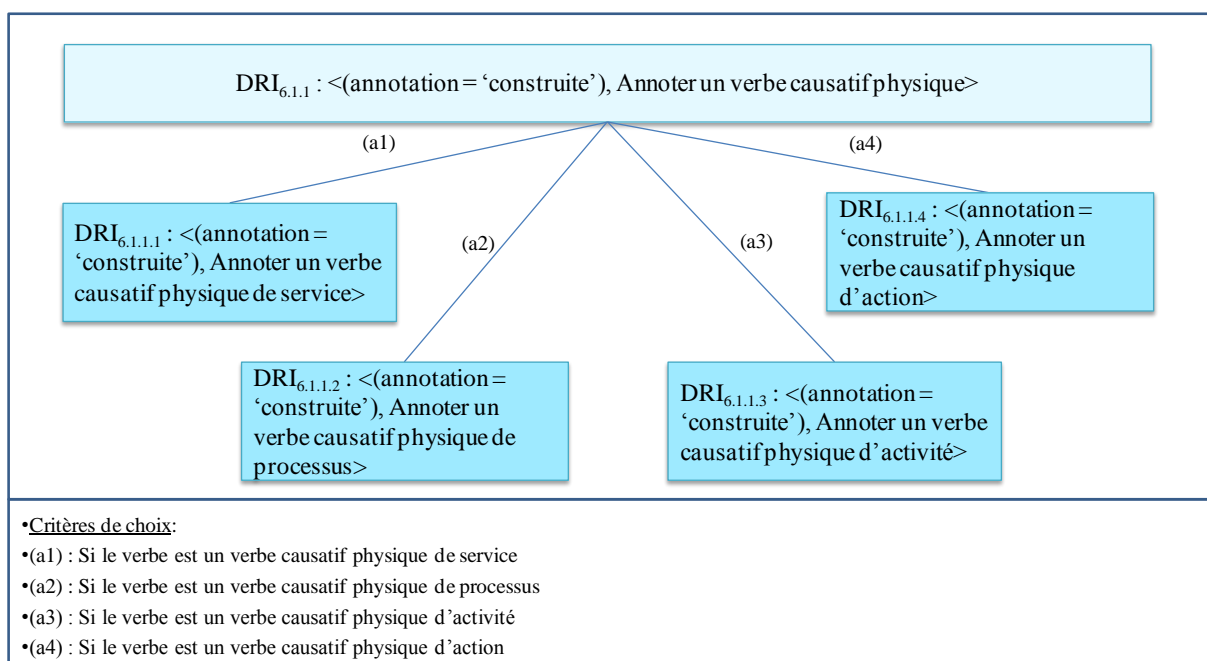 DRI6.1.1 : <(annotation = ‘construite’), Annoter un verbe causatif physique>
(a1)
(a4)
DRI6.1.1.1 : <(annotation =
‘construite’), Annoter un verbe
causatif physique de service>
(a2)
(a3)
DRI6.1.1.4 : <(annotation =
‘construite’), Annoter un
verbe causatif physique
d’action>
DRI6.1.1.2 : <(annotation =
‘construite’), Annoter un
verbe causatif physique de
processus>
DRI6.1.1.3 : <(annotation =
‘construite’), Annoter un verbe
causatif physique d’activité>
•Critères de choix:
•(a1) : Si le verbe est un verbe causatif physique de service
•(a2) : Si le verbe est un verbe causatif physique de processus
•(a3) : Si le verbe est un verbe causatif physique d’activité
•(a4) : Si le verbe est un verbe causatif physique d’action